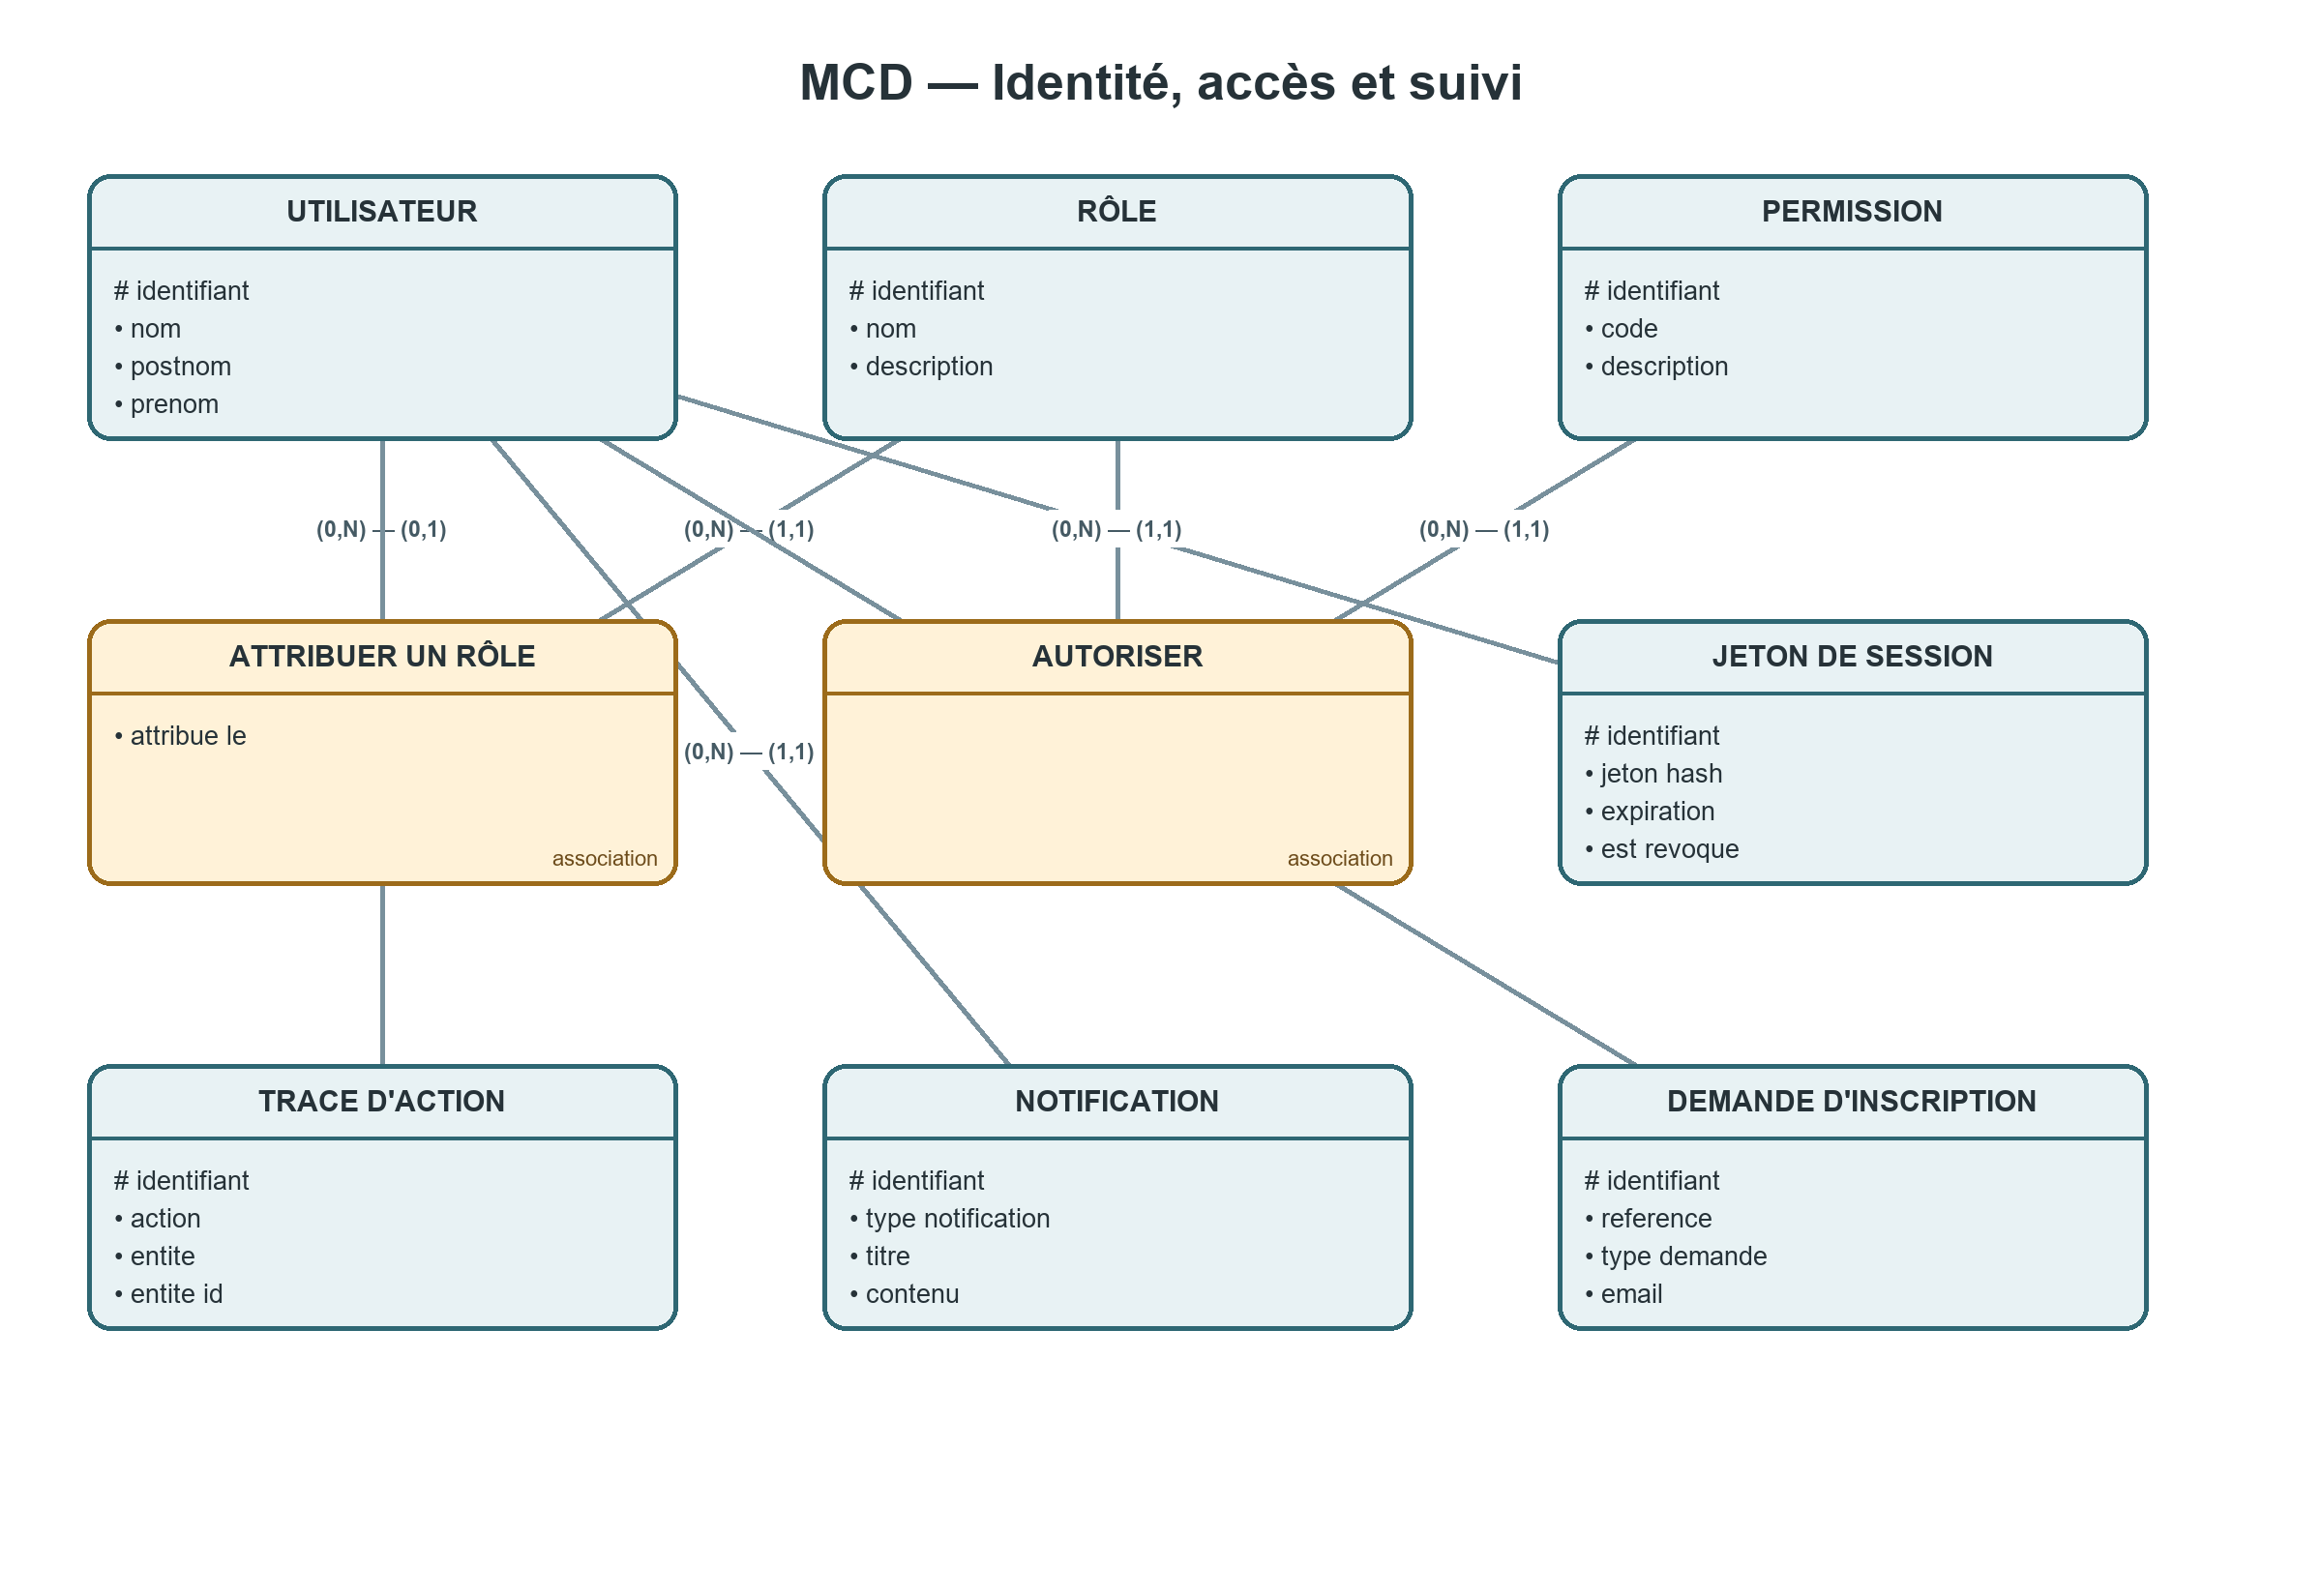 MCD — Identité, accès et suivi
UTILISATEUR
# identifiant
• nom
• postnom
• prenom
RÔLE
# identifiant
• nom
• description
PERMISSION
# identifiant
• code
• description
(0,N) — (0,1)
(0,N) — (1,1)
(0,N) — (1,1)
(0,N) — (1,1)
ATTRIBUER UN RÔLE
• attribue le
association
(0,N) — (1,1)
AUTORISER
association
JETON DE SESSION
# identifiant
• jeton hash
• expiration
• est revoque
TRACE D'ACTION
# identifiant
• action
• entite
• entite id
NOTIFICATION
# identifiant
• type notification
• titre
• contenu
DEMANDE D'INSCRIPTION
# identifiant
• reference
• type demande
• email